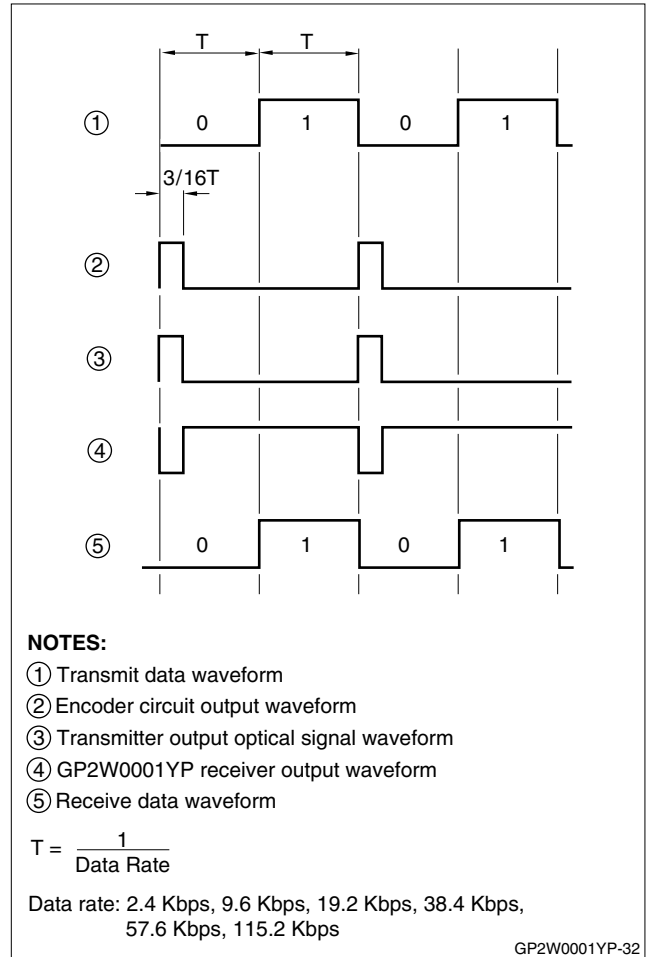 T T
① 0 1 0 1
3/16T
②
③
④
⑤ 0 1 0 1
NOTES:
① Transmit data waveform
② Encoder circuit output waveform
③ Transmitter output optical signal waveform
④ GP2W0001YP receiver output waveform
⑤ Receive data waveform
T = 1
Data Rate
Data rate: 2.4 Kbps, 9.6 Kbps, 19.2 Kbps, 38.4 Kbps,
57.6 Kbps, 115.2 Kbps
GP2W0001YP-32